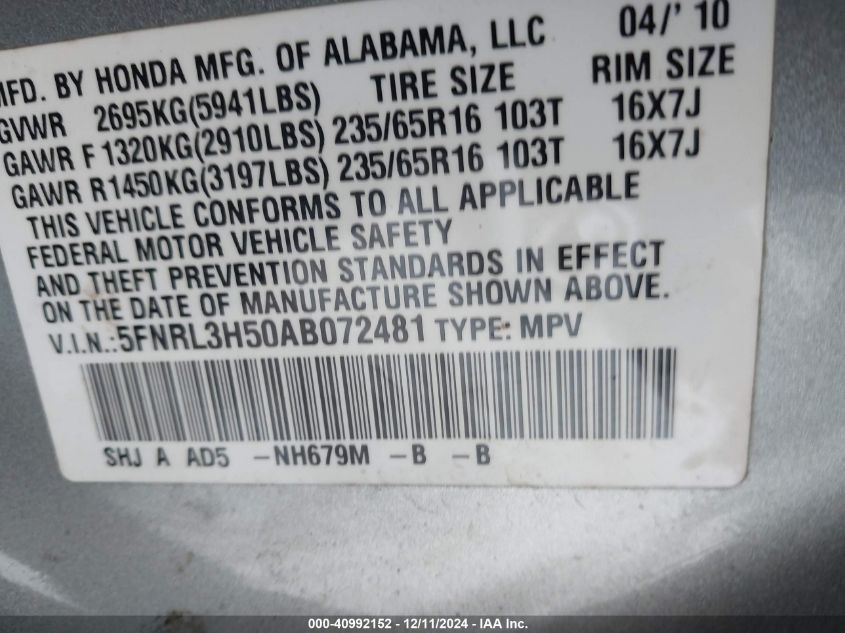 MFD. BY HONDA MFG. OF ALABAMA, LLC 04/'10
GVWR 2695KG(5941LBS) TIRE SIZE RIM SIZE
GAWR F 1320KG(2910LBS) 235/65R16 103T 16X7J
GAWR R1450KG(3197LBS) 235/65R16 103T 16X7J
THIS VEHICLE CONFORMS TO ALL APPLICABLE
FEDERAL MOTOR VEHICLE SAFETY
AND THEFT PREVENTION STANDARDS IN EFFECT
ON THE DATE OF MANUFACTURE SHOWN ABOVE.
V.I.N.:5FNRL3H50AB072481 TYPE: MPV
SHJ A AD5 -NH679M -B -B
000-40992152 - 12/11/2024 - IAA Inc.